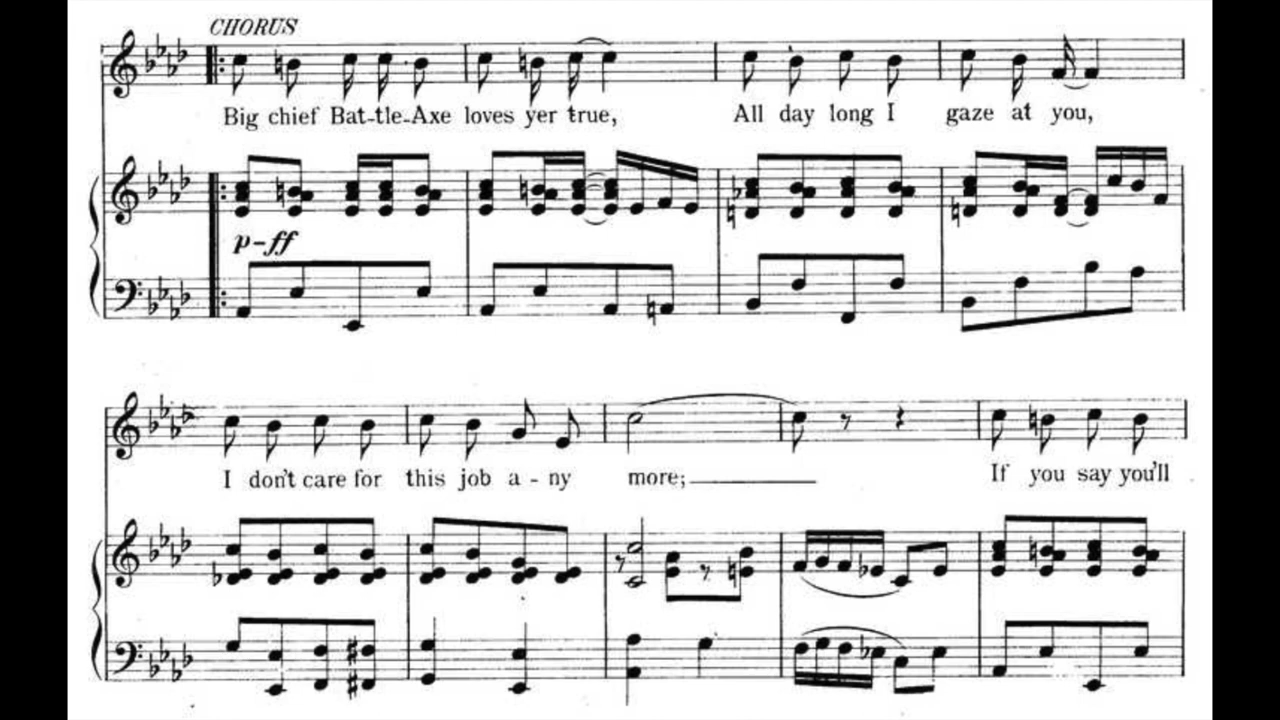 CHORUS
Big chief Bat-tle-Axe loves yer true, All day long I gaze at you,
p-ff
I don't care for this job a-ny more; If you say you'll